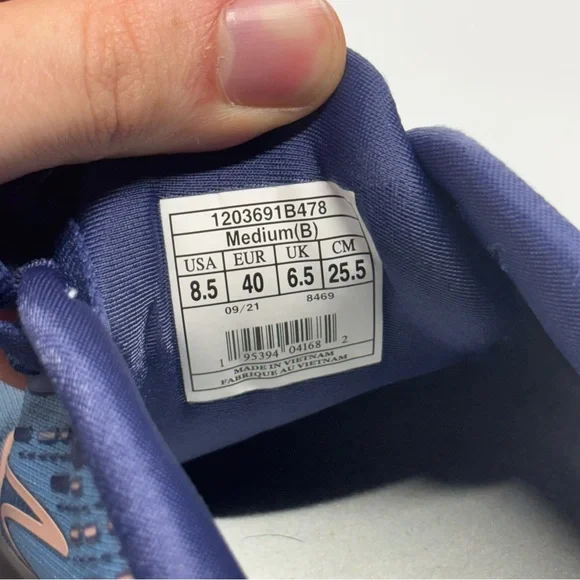 1203691B478
Medium(B)
USA EUR UK CM
8.5 40 6.5 25.5
09/21 8469
1 95394 04168 2
MADE IN VIETNAM
FABRIQUE AU VIETNAM